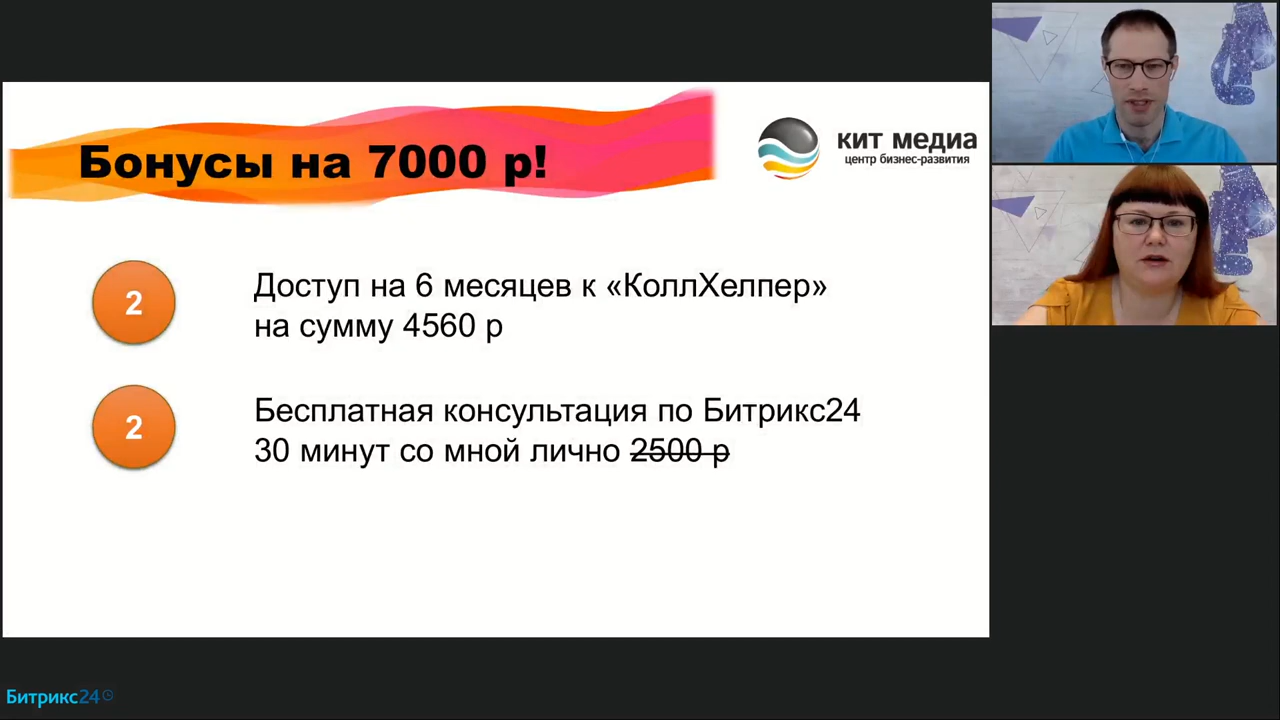 Бонусы на 7000 р!
кит медиа
центр бизнес-развития
2
Доступ на 6 месяцев к «КоллХелпер»
на сумму 4560 р
2
Бесплатная консультация по Битрикс24
30 минут со мной лично 2500 р
Битрикс24